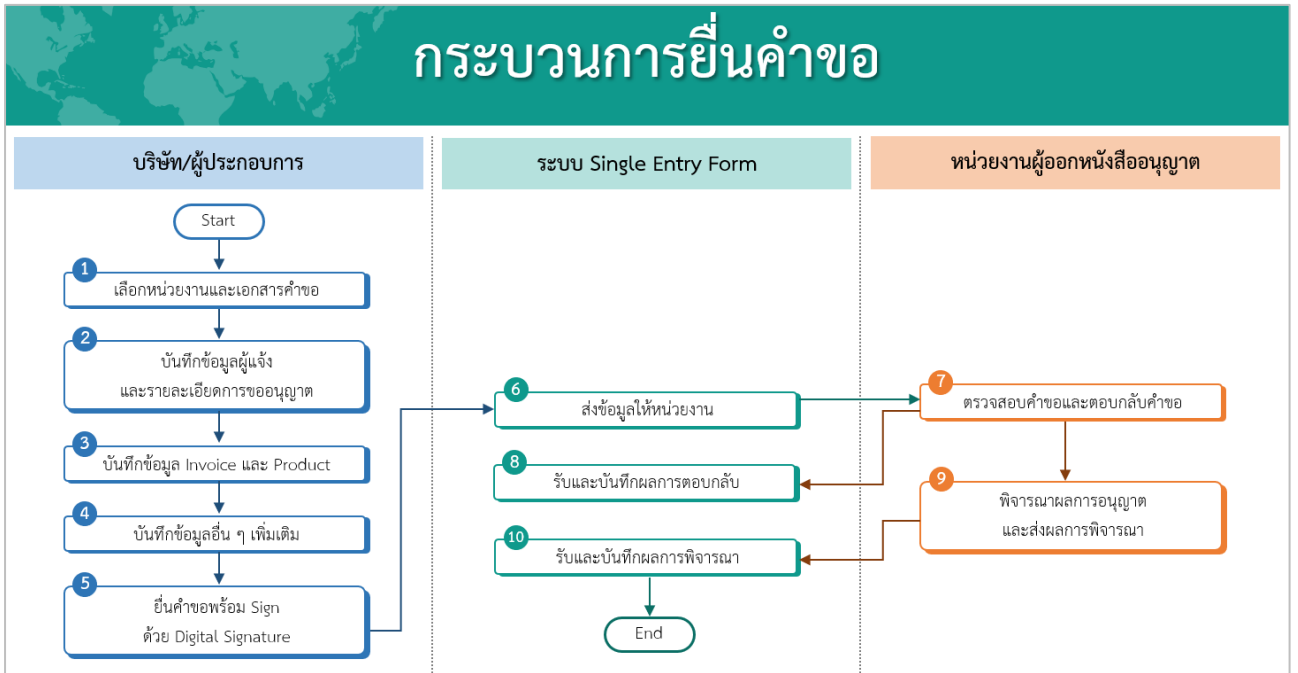 กระบวนการยื่นคำขอ
บริษัท/ผู้ประกอบการ
ระบบ Single Entry Form
หน่วยงานผู้ออกหนังสืออนุญาต
Start
1
เลือกหน่วยงานและเอกสารคำขอ
2
บันทึกข้อมูลผู้แจ้ง
และรายละเอียดการขออนุญาต
3
บันทึกข้อมูล Invoice และ Product
4
บันทึกข้อมูลอื่น ๆ เพิ่มเติม
5
ยื่นคำขอพร้อม Sign
ด้วย Digital Signature
6
ส่งข้อมูลให้หน่วยงาน
7
ตรวจสอบคำขอและตอบกลับคำขอ
8
รับและบันทึกผลการตอบกลับ
9
พิจารณาผลการอนุญาต
และส่งผลการพิจารณา
10
รับและบันทึกผลการพิจารณา
End